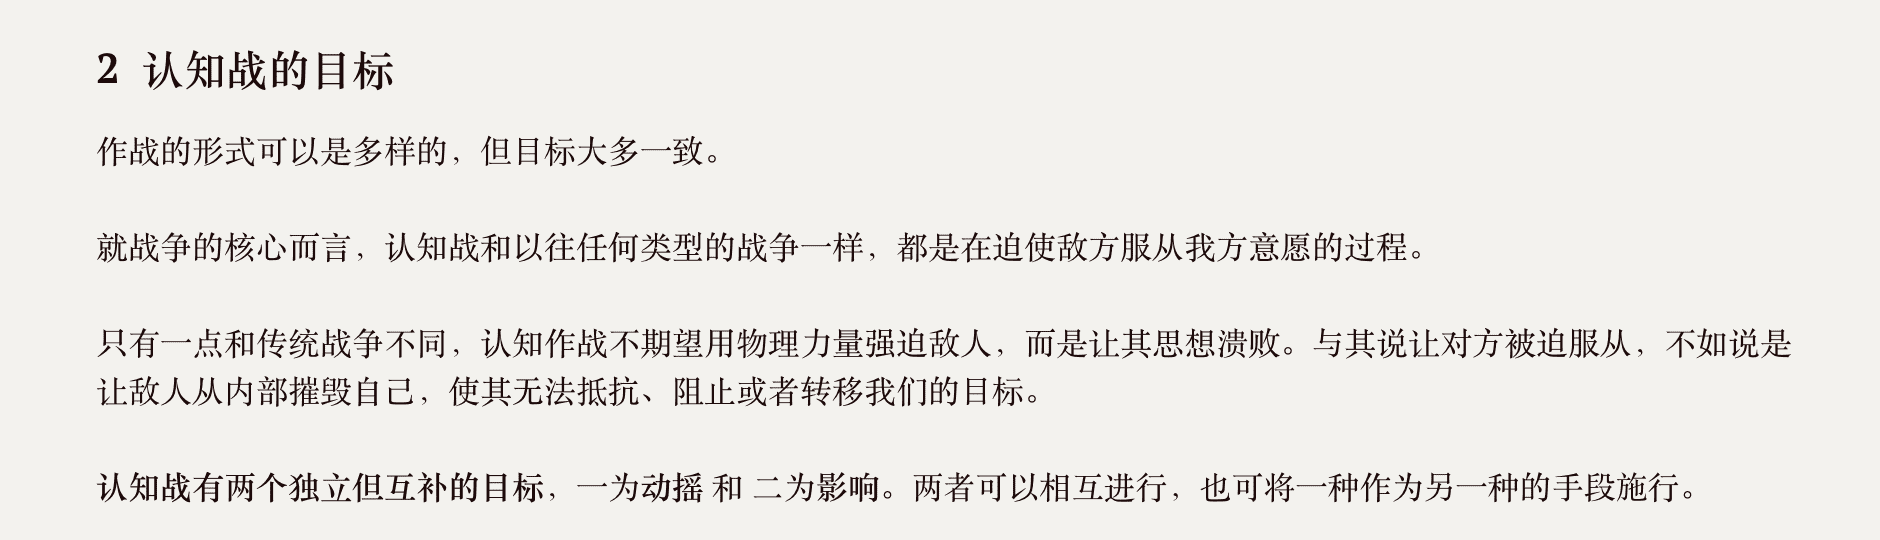 2 认知战的目标
作战的形式可以是多样的，但目标大多一致。
就战争的核心而言，认知战和以往任何类型的战争一样，都是在迫使敌方服从我方意愿的过程。
只有一点和传统战争不同，认知作战不期望用物理力量强迫敌人，而是让其思想溃败。与其说让对方被迫服从，不如说是
让敌人从内部摧毁自己，使其无法抵抗、阻止或者转移我们的目标。
认知战有两个独立但互补的目标，一为动摇 和 二为影响。两者可以相互进行，也可将一种作为另一种的手段施行。